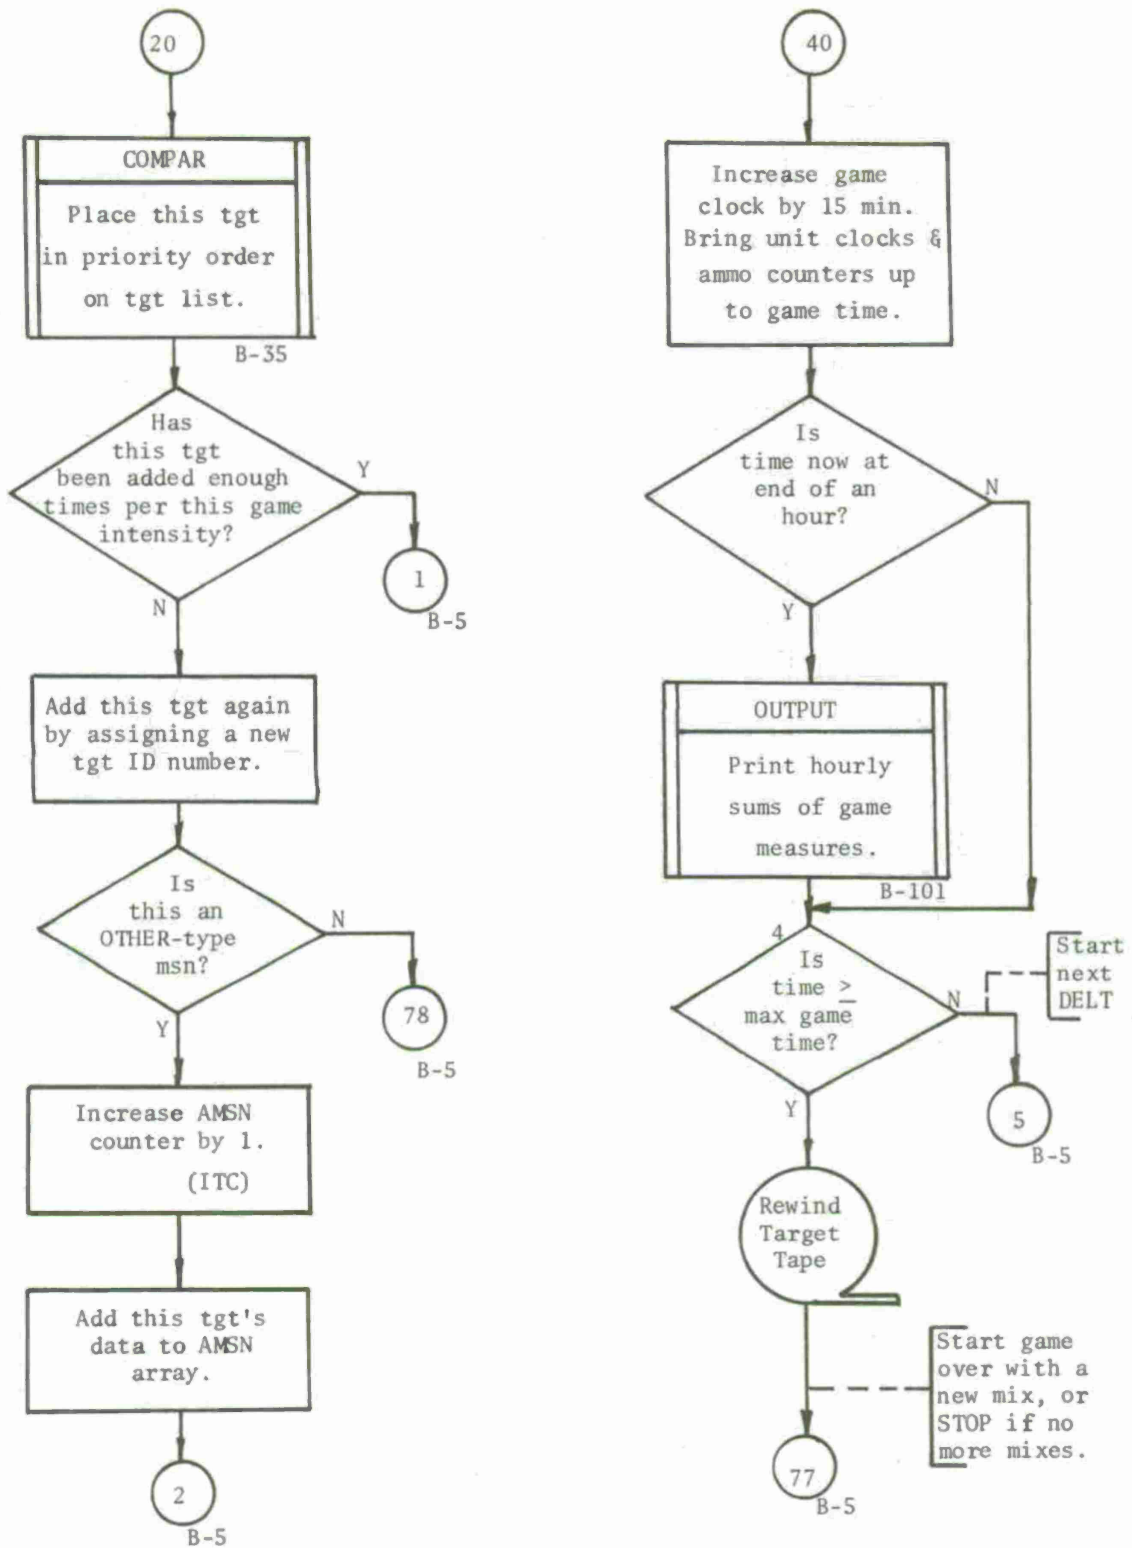 20
COMPAR
Place this tgt
in priority order
on tgt list.
B-35
Has
this tgt
been added enough
times per this game
intensity?
Y
1
B-5
N
Add this tgt again
by assigning a new
tgt ID number.
Is
this an
OTHER-type
msn?
N
78
B-5
Y
Increase AMSN
counter by 1.
(ITC)
Add this tgt's
data to AMSN
array.
2
B-5
40
Increase game
clock by 15 min.
Bring unit clocks &
ammo counters up
to game time.
Is
time now at
end of an
hour?
N
Y
OUTPUT
Print hourly
sums of game
measures.
B-101
4
Is
time ≥
max game
time?
N
Start
next
DELT
5
B-5
Y
Rewind
Target
Tape
Start game
over with a
new mix, or
STOP if no
more mixes.
77
B-5